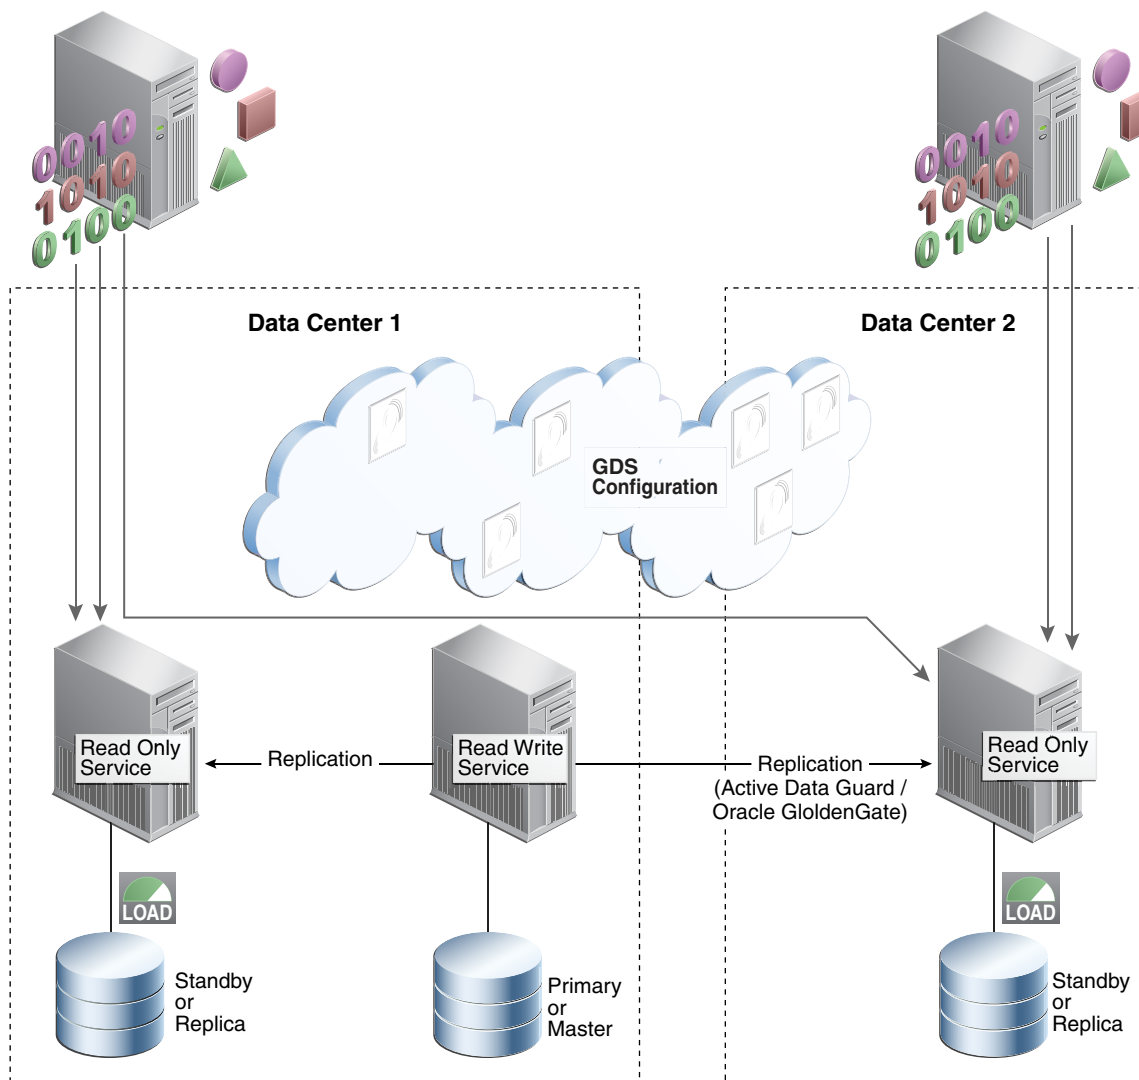 0010
1010
0100
0010
1010
0100
Data Center 1
Data Center 2
GDS
Configuration
Read Only
Service
Replication
Read Write
Service
Replication
(Active Data Guard /
Oracle GloldenGate)
Read Only
Service
LOAD
LOAD
Standby
or
Replica
Primary
or
Master
Standby
or
Replica